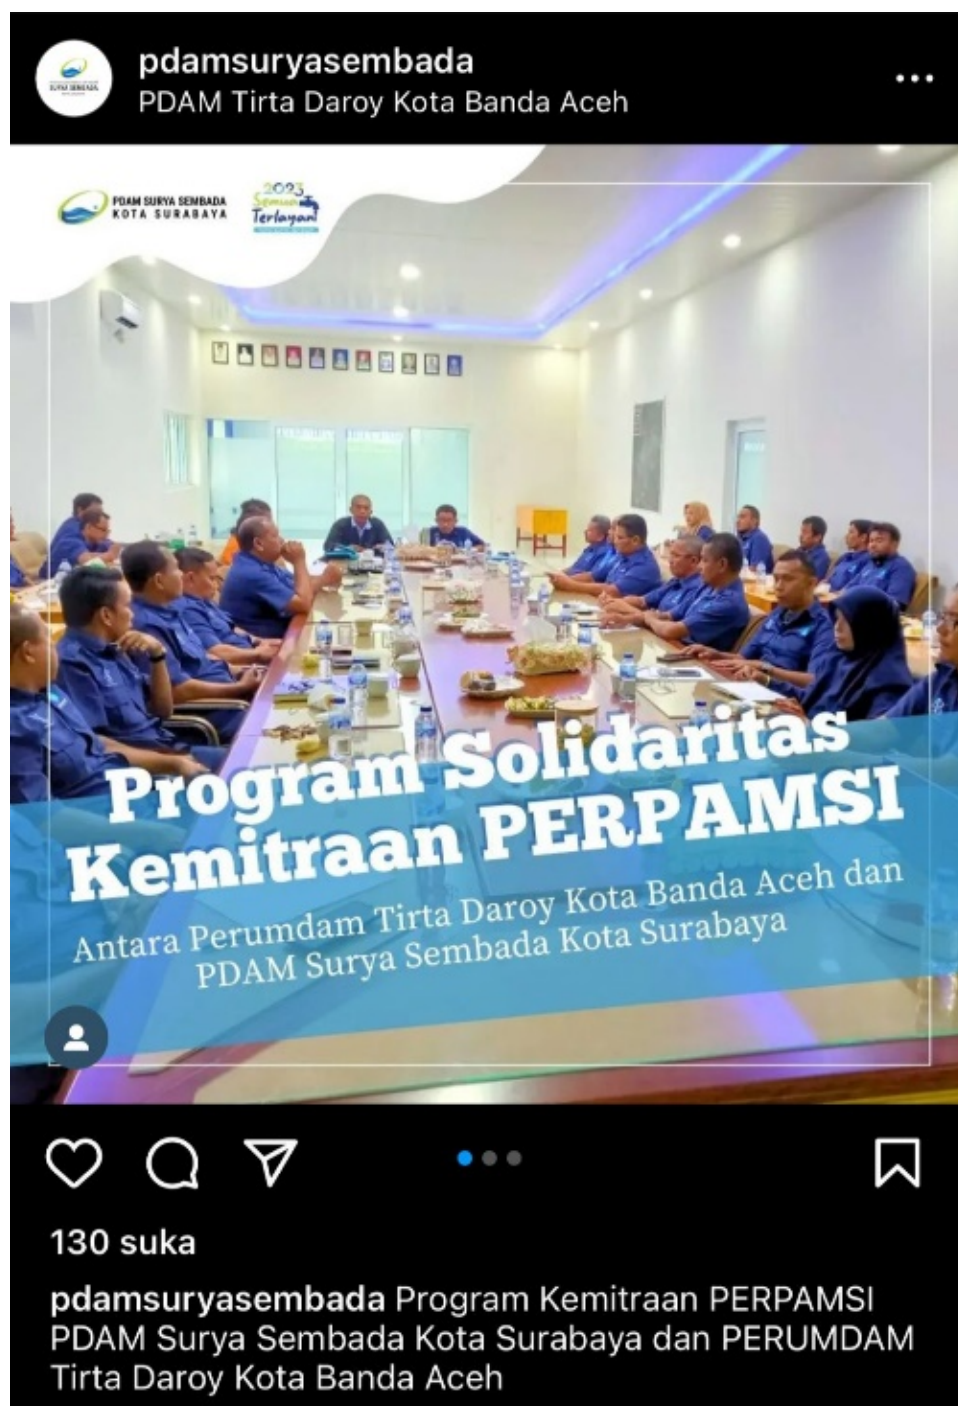 pdamsuryasembada
PDAM Tirta Daroy Kota Banda Aceh
PDAM SURYA SEMBADA
KOTA SURABAYA
2023
Semua
Terlayani
Program Solidaritas
Kemitraan PERPAMSI
Antara Perumdam Tirta Daroy Kota Banda Aceh dan
PDAM Surya Sembada Kota Surabaya
130 suka
pdamsuryasembada Program Kemitraan PERPAMSI
PDAM Surya Sembada Kota Surabaya dan PERUMDAM
Tirta Daroy Kota Banda Aceh